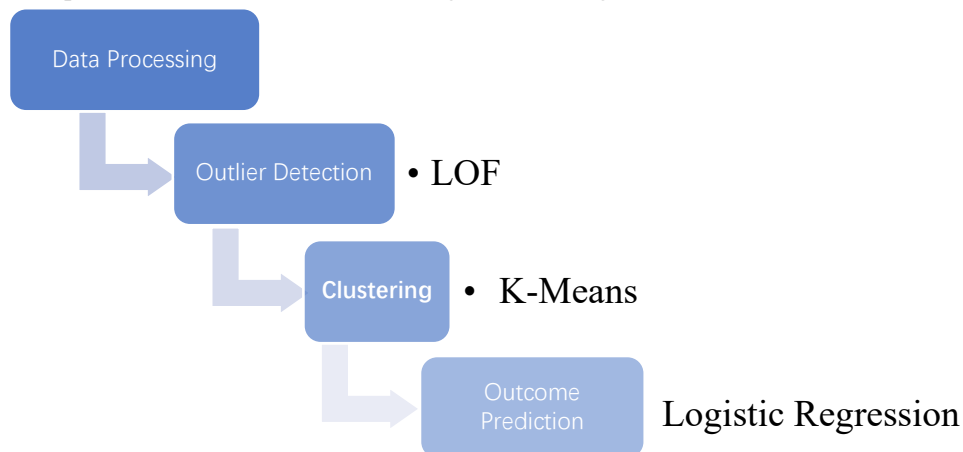 Data Processing
Outlier Detection
• LOF
Clustering
• K-Means
Outcome
Prediction
Logistic Regression